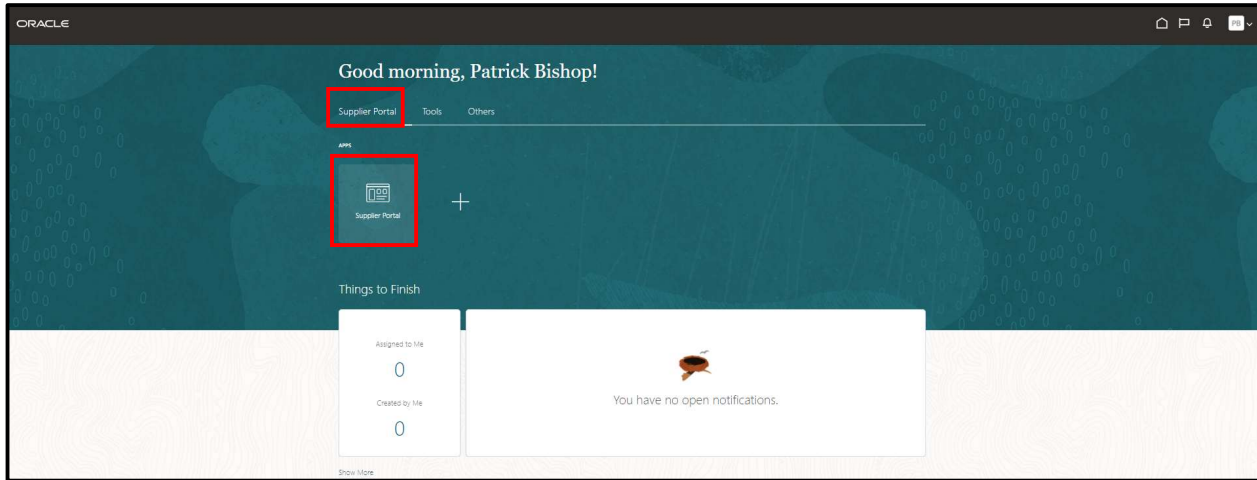 ORACLE
PB
Good morning, Patrick Bishop!
Supplier Portal Tools Others
APPS
Supplier Portal
Things to Finish
Assigned to Me
0
Created by Me
0
You have no open notifications.
Show More